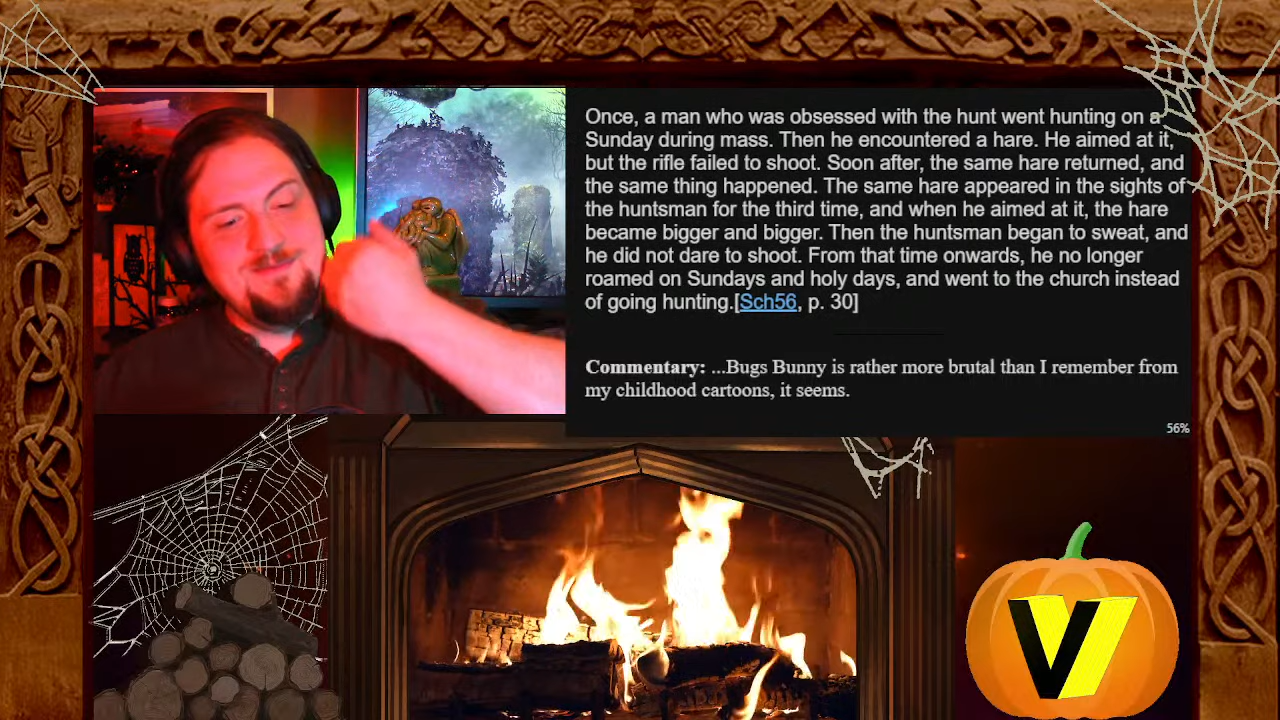 Once, a man who was obsessed with the hunt went hunting on a
Sunday during mass. Then he encountered a hare. He aimed at it,
but the rifle failed to shoot. Soon after, the same hare returned, and
the same thing happened. The same hare appeared in the sights of
the huntsman for the third time, and when he aimed at it, the hare
became bigger and bigger. Then the huntsman began to sweat, and
he did not dare to shoot. From that time onwards, he no longer
roamed on Sundays and holy days, and went to the church instead
of going hunting.[Sch56, p. 30]
Commentary: ...Bugs Bunny is rather more brutal than I remember from
my childhood cartoons, it seems.
56%
V